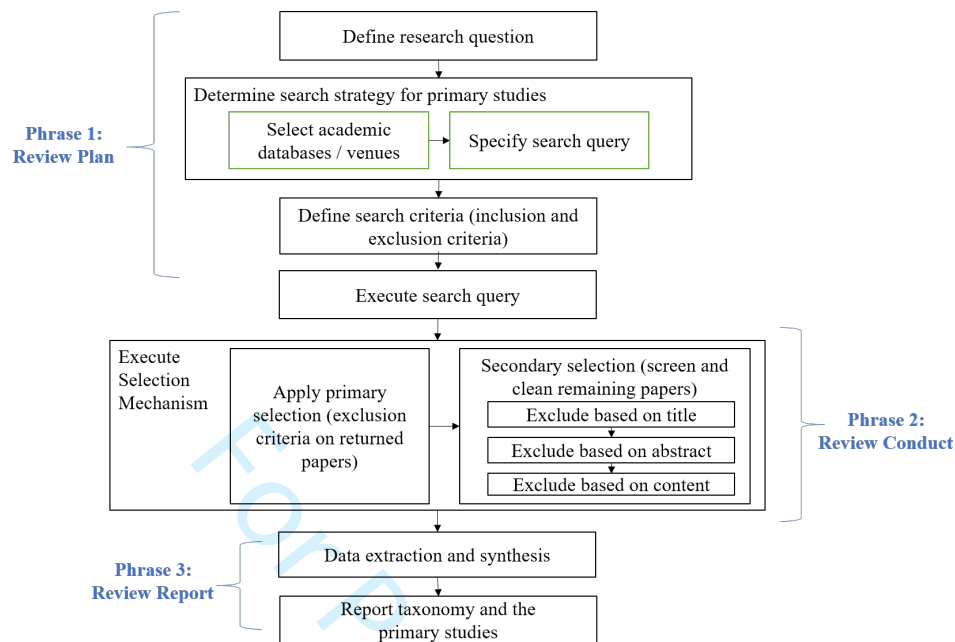 Define research question
Determine search strategy for primary studies
Select academic
databases / venues
Specify search query
Phrase 1:
Review Plan
Define search criteria (inclusion and
exclusion criteria)
Execute search query
Execute
Selection
Mechanism
Apply primary
selection (exclusion
criteria on returned
papers)
Secondary selection (screen and
clean remaining papers)
Exclude based on title
Exclude based on abstract
Exclude based on content
Phrase 2:
Review Conduct
Data extraction and synthesis
Phrase 3:
Review Report
Report taxonomy and the
primary studies
For P